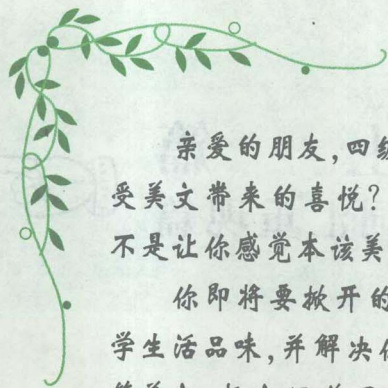 亲爱的朋友,四级
受美文带来的喜悦?
不是让你感觉本该美
你即将要掀开的
学生活品味,并解决